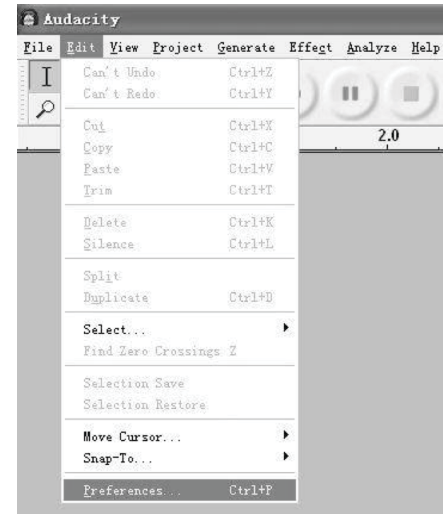 Audacity
File Edit View Project Generate Effect Analyze Help
Can't Undo Ctrl+Z
Can't Redo Ctrl+Y
2.0
Cut Ctrl+X
Copy Ctrl+C
Paste Ctrl+V
Trim Ctrl+T
Delete Ctrl+K
Silence Ctrl+L
Split
Duplicate Ctrl+D
Select...
Find Zero Crossings Z
Selection Save
Selection Restore
Move Cursor...
Snap-To...
Preferences... Ctrl+P